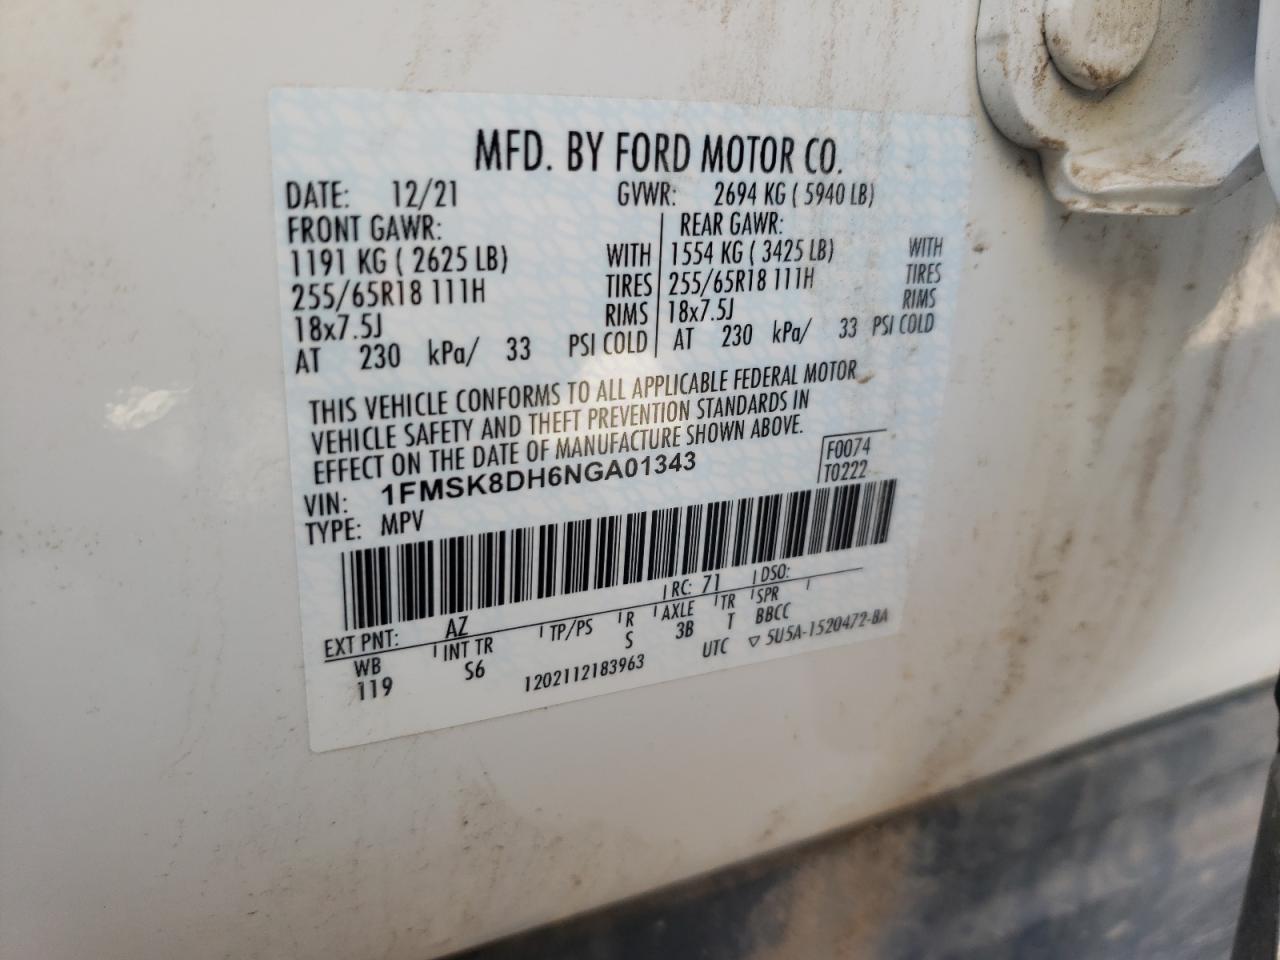 MFD. BY FORD MOTOR CO.
DATE: 12/21 GVWR: 2694 KG ( 5940 LB)
FRONT GAWR: REAR GAWR:
1191 KG ( 2625 LB) WITH 1554 KG ( 3425 LB) WITH
255/65R18 111H TIRES 255/65R18 111H TIRES
18x7.5J RIMS 18x7.5J RIMS
AT 230 kPa/ 33 PSI COLD AT 230 kPa/ 33 PSI COLD
THIS VEHICLE CONFORMS TO ALL APPLICABLE FEDERAL MOTOR
VEHICLE SAFETY AND THEFT PREVENTION STANDARDS IN
EFFECT ON THE DATE OF MANUFACTURE SHOWN ABOVE.
F0074
T0222
VIN: 1FMSK8DH6NGA01343
TYPE: MPV
EXT PNT: AZ RC: 71 DSO:
WB INT TR TP/PS R AXLE TR SPR
119 S6 S 3B T BBCC
1202112183963 UTC ▽ 5U5A-1520472-BA